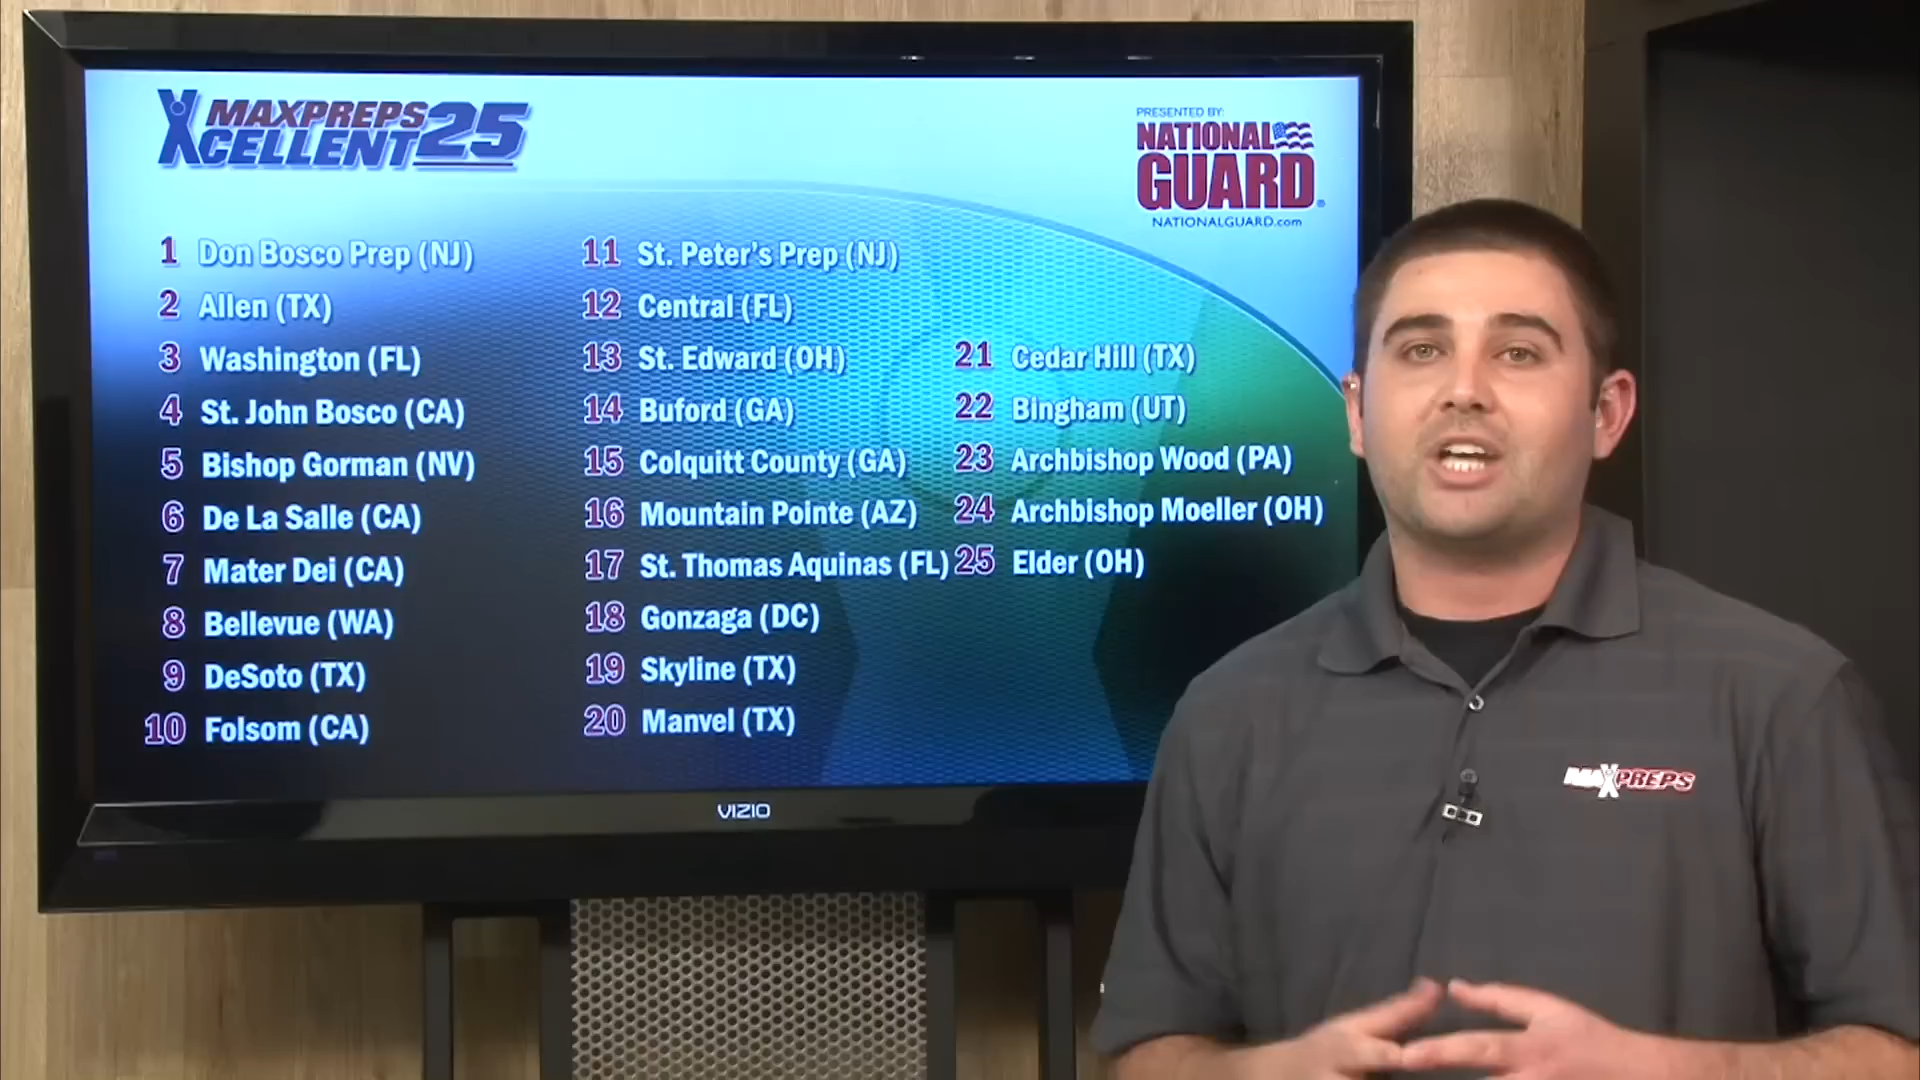 MAXPREPS
XCELLENT 25
PRESENTED BY:
NATIONAL
GUARD®
NATIONALGUARD.com
1 Don Bosco Prep (NJ)
2 Allen (TX)
3 Washington (FL)
4 St. John Bosco (CA)
5 Bishop Gorman (NV)
6 De La Salle (CA)
7 Mater Dei (CA)
8 Bellevue (WA)
9 DeSoto (TX)
10 Folsom (CA)
11 St. Peter's Prep (NJ)
12 Central (FL)
13 St. Edward (OH)
14 Buford (GA)
15 Colquitt County (GA)
16 Mountain Pointe (AZ)
17 St. Thomas Aquinas (FL)
18 Gonzaga (DC)
19 Skyline (TX)
20 Manvel (TX)
21 Cedar Hill (TX)
22 Bingham (UT)
23 Archbishop Wood (PA)
24 Archbishop Moeller (OH)
25 Elder (OH)
VIZIO
MAXPREPS